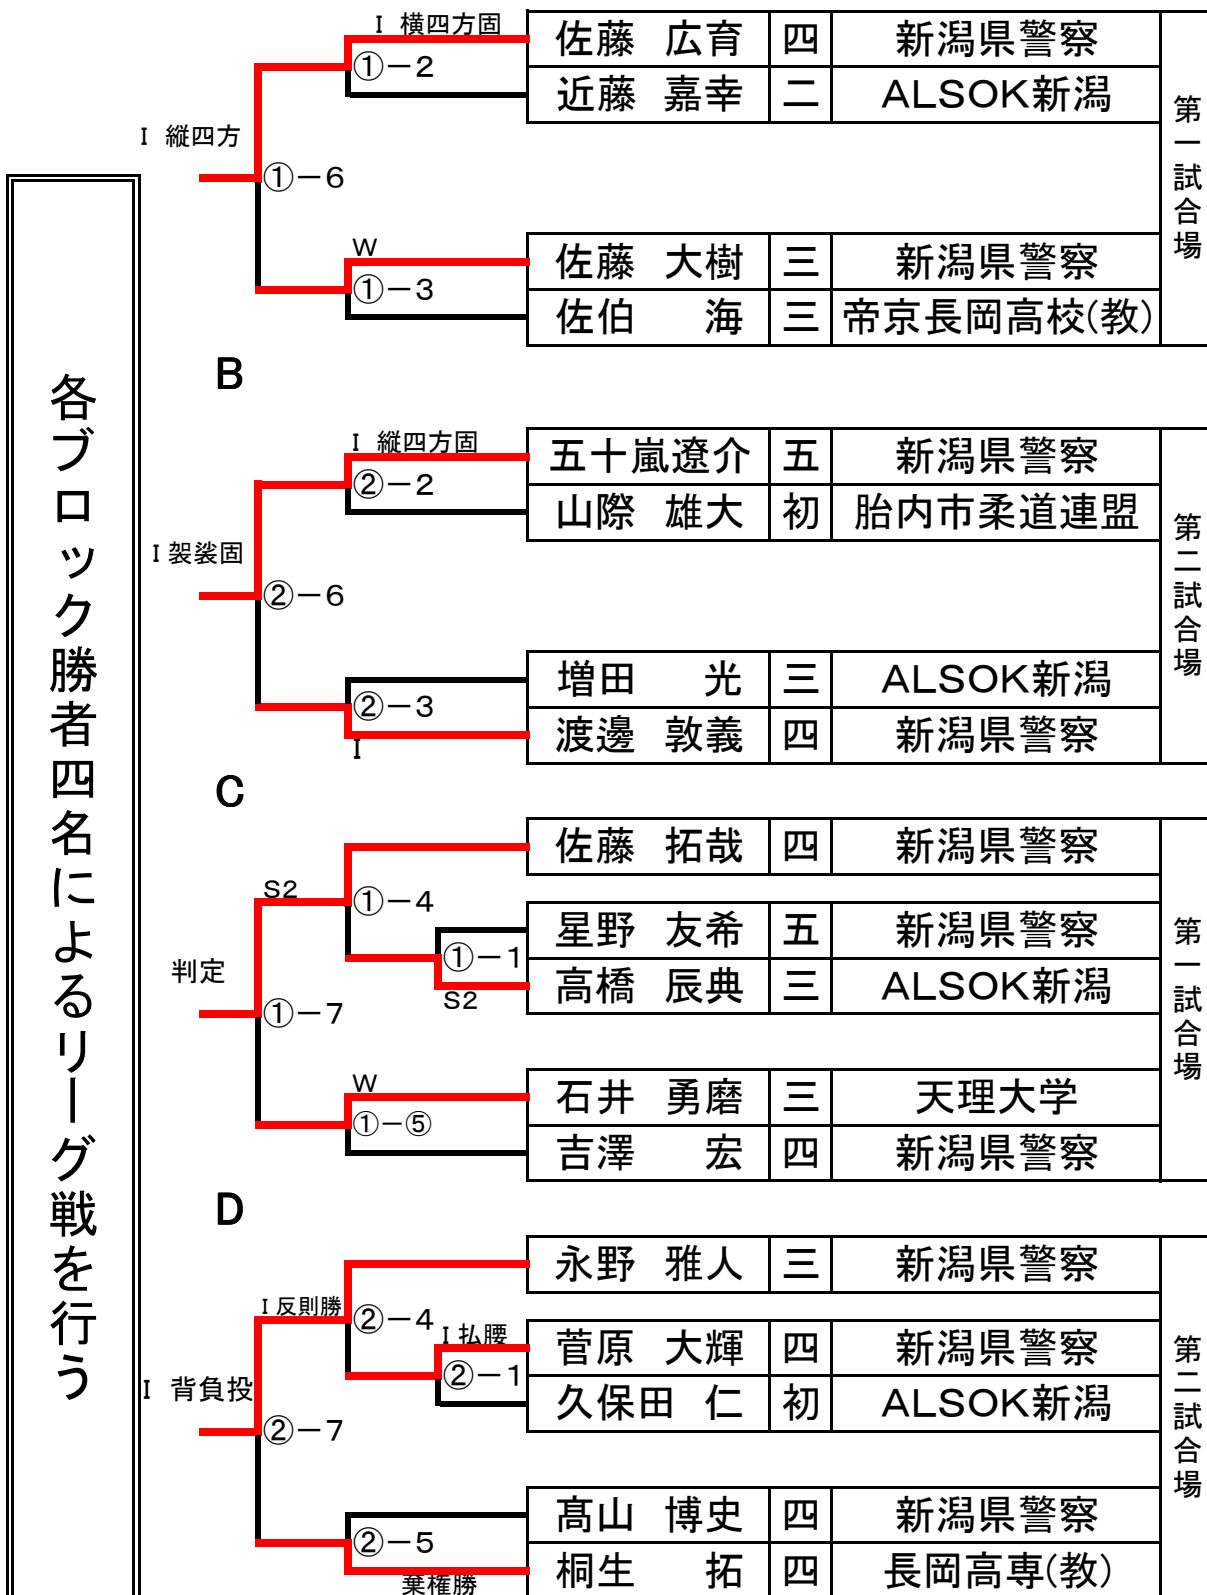 各ブロック勝者四名によるリーグ戦を行う
I 横四方固
佐藤 広育 四 新潟県警察
①-2
近藤 嘉幸 二 ALSOK新潟
第一試合場
I 縦四方
①-6
W
佐藤 大樹 三 新潟県警察
①-3
佐伯 海 三 帝京長岡高校(教)
B
I 縦四方固
五十嵐遼介 五 新潟県警察
②-2
山際 雄大 初 胎内市柔道連盟
第二試合場
I 袈裟固
②-6
増田 光 三 ALSOK新潟
②-3
渡邊 敦義 四 新潟県警察
I
C
佐藤 拓哉 四 新潟県警察
S2
①-4
星野 友希 五 新潟県警察
①-1
高橋 辰典 三 ALSOK新潟
S2
第一試合場
判定
①-7
W
石井 勇磨 三 天理大学
①-⑤
吉澤 宏 四 新潟県警察
D
永野 雅人 三 新潟県警察
I 反則勝
②-4
I 払腰
菅原 大輝 四 新潟県警察
②-1
久保田 仁 初 ALSOK新潟
第二試合場
I 背負投
②-7
髙山 博史 四 新潟県警察
②-5
桐生 拓 四 長岡高専(教)
棄権勝